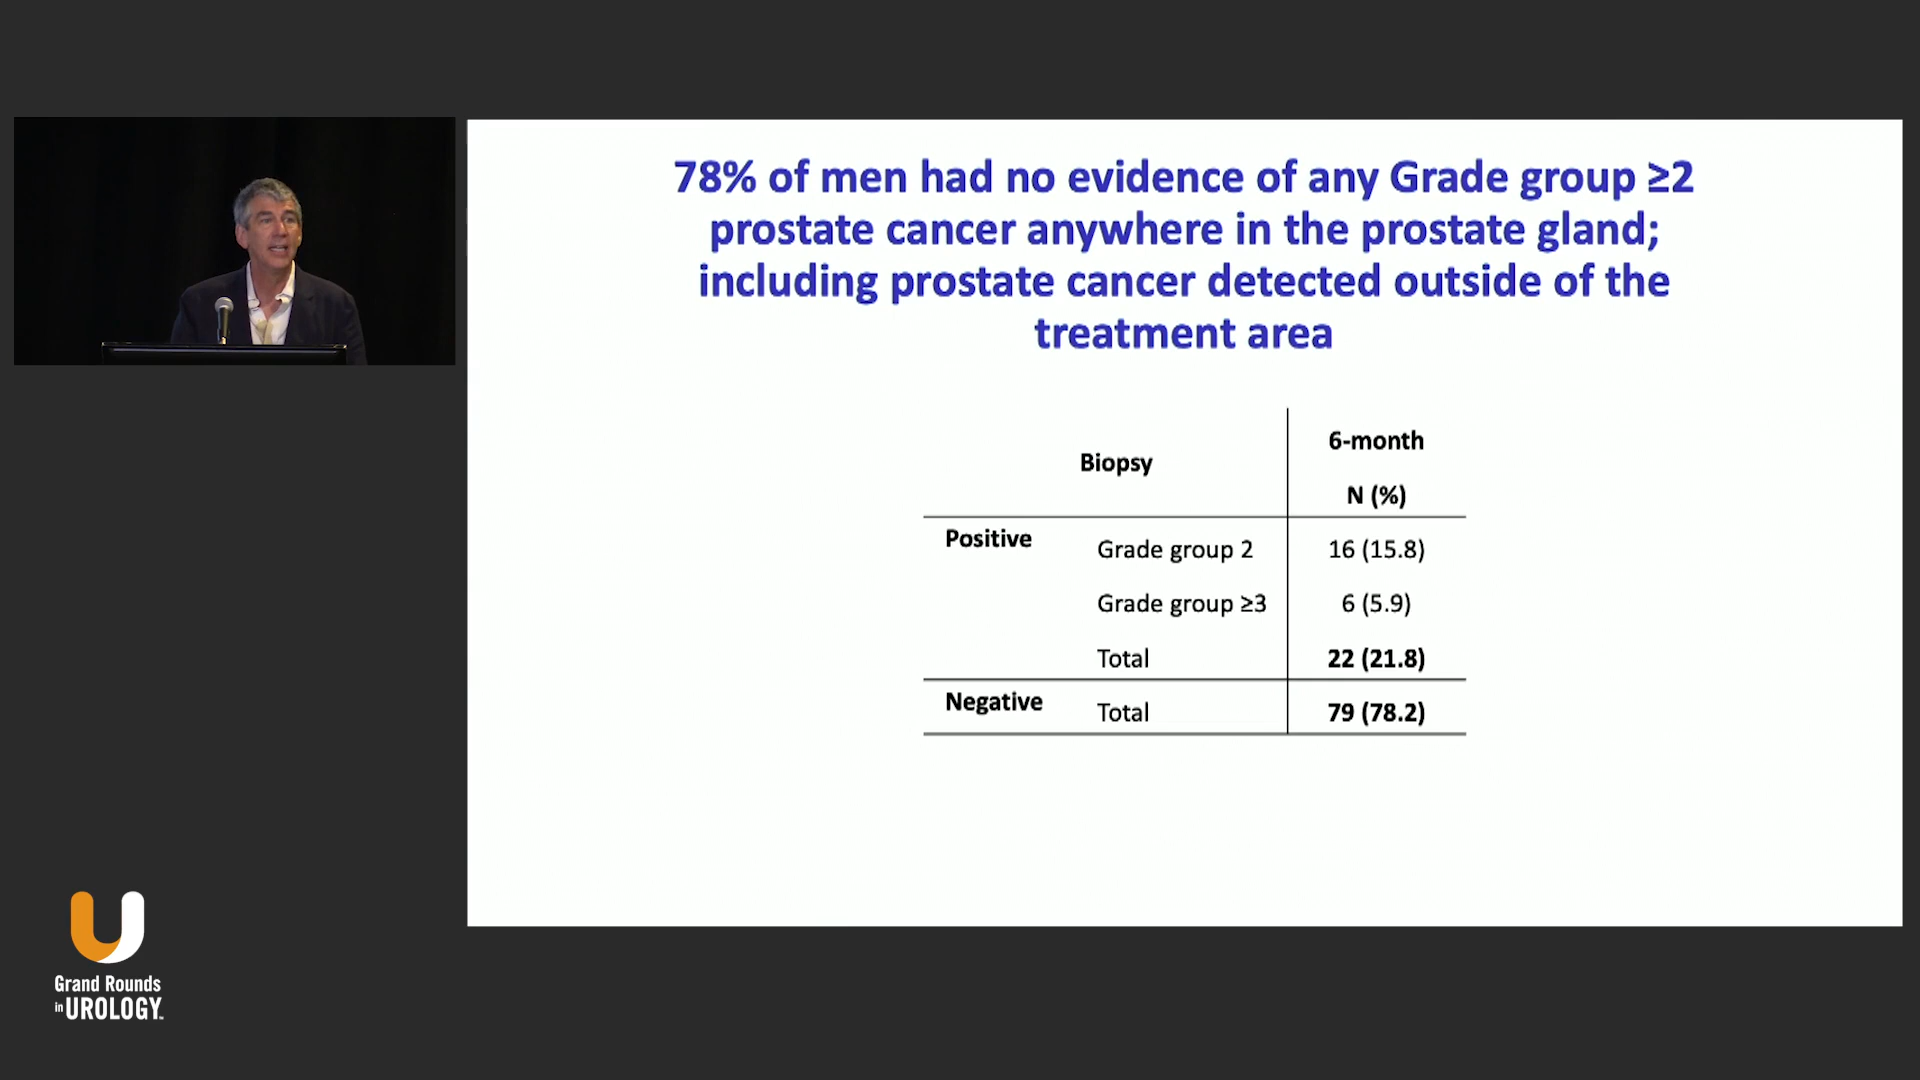 78% of men had no evidence of any Grade group ≥2
prostate cancer anywhere in the prostate gland;
including prostate cancer detected outside of the
treatment area
Biopsy
6-month
N (%)
Positive
Grade group 2
16 (15.8)
Grade group ≥3
6 (5.9)
Total
22 (21.8)
Negative
Total
79 (78.2)
Grand Rounds
in UROLOGY™